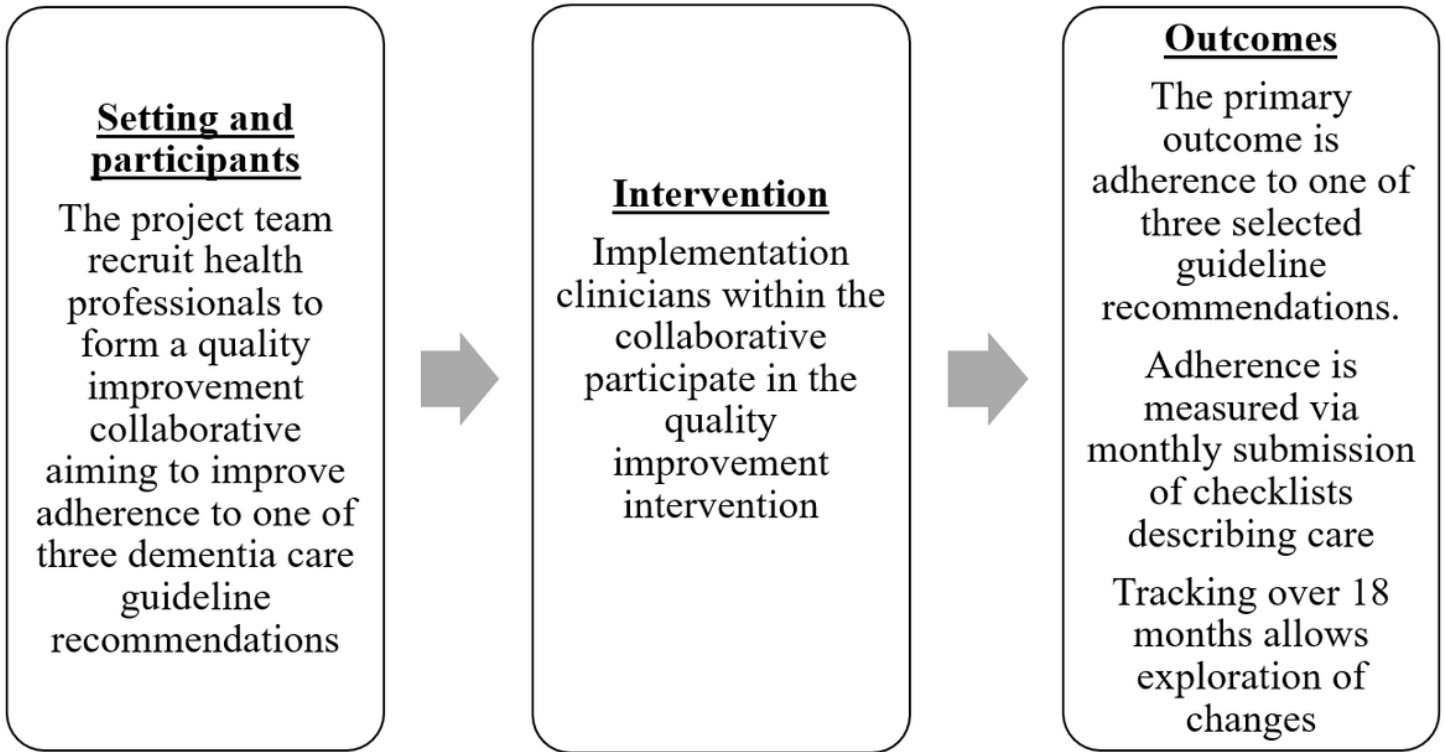 Setting and
participants
The project team
recruit health
professionals to
form a quality
improvement
collaborative
aiming to improve
adherence to one of
three dementia care
guideline
recommendations
Intervention
Implementation
clinicians within the
collaborative
participate in the
quality
improvement
intervention
Outcomes
The primary
outcome is
adherence to one of
three selected
guideline
recommendations.
Adherence is
measured via
monthly submission
of checklists
describing care
Tracking over 18
months allows
exploration of
changes